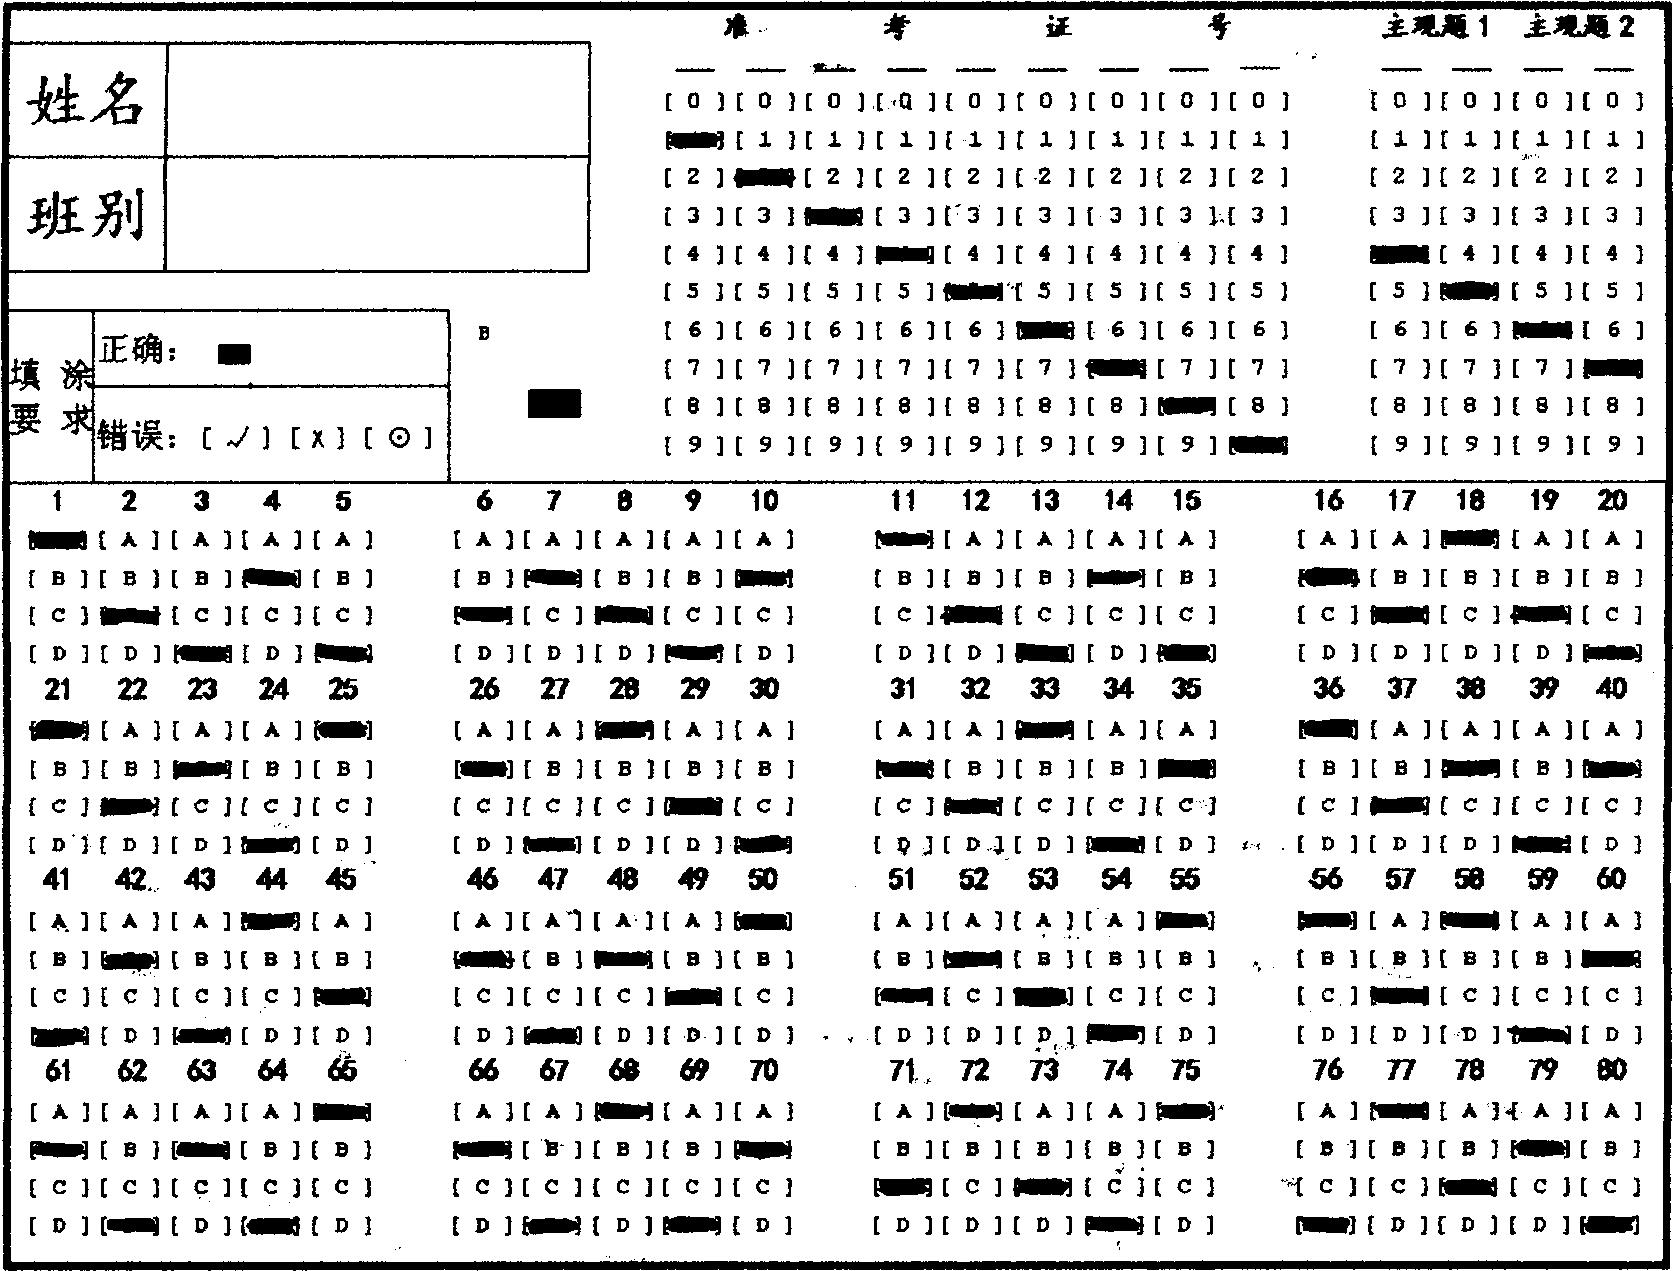 准 考 证 号 主观题1 主观题2
姓名
班别
[0][0][0][0][0][0][0][0][0] [0][0][0][0]
[■][1][1][1][1][1][1][1][1] [1][1][1][1]
[2][■][2][2][2][2][2][2][2] [2][2][2][2]
[3][3][■][3][3][3][3][3][3] [3][3][3][3]
[4][4][4][■][4][4][4][4][4] [■][4][4][4]
[5][5][5][5][■][5][5][5][5] [5][■][5][5]
[6][6][6][6][6][■][6][6][6] [6][6][■][6]
[7][7][7][7][7][7][■][7][7] [7][7][7][■]
[8][8][8][8][8][8][8][■][8] [8][8][8][8]
[9][9][9][9][9][9][9][9][■] [9][9][9][9]
填涂
要求
正确：■
错误：[✓][x][⊙]
B
1 2 3 4 5 6 7 8 9 10 11 12 13 14 15 16 17 18 19 20
[■][A][A][A][A] [A][A][A][A][A] [■][A][A][A][A] [A][A][■][A][A]
[B][B][B][■][B] [B][■][B][B][■] [B][B][B][■][B] [■][B][B][B][B]
[C][■][C][C][C] [■][C][■][C][C] [C][■][C][C][C] [C][■][C][■][C]
[D][D][■][D][■] [D][D][D][■][D] [D][D][■][D][■] [D][D][D][D][■]
21 22 23 24 25 26 27 28 29 30 31 32 33 34 35 36 37 38 39 40
[■][A][A][A][■] [A][A][■][A][A] [A][A][■][A][A] [■][A][A][A][A]
[B][B][■][B][B] [■][B][B][B][B] [■][B][B][B][■] [B][B][■][B][■]
[C][■][C][C][C] [C][C][C][■][C] [C][■][C][C][C] [C][■][C][C][C]
[D][D][D][■][D] [D][■][D][D][■] [D][D][D][■][D] [D][D][D][■][D]
41 42 43 44 45 46 47 48 49 50 51 52 53 54 55 56 57 58 59 60
[A][A][A][■][A] [A][A][A][A][■] [A][A][A][A][■] [■][A][■][A][A]
[B][■][B][B][B] [■][B][■][B][B] [B][■][B][B][B] [B][B][B][B][■]
[C][C][C][C][■] [C][C][C][■][C] [■][C][■][C][C] [C][■][C][C][C]
[■][D][■][D][D] [D][■][D][D][D] [D][D][D][■][D] [D][D][D][■][D]
61 62 63 64 65 66 67 68 69 70 71 72 73 74 75 76 77 78 79 80
[A][A][A][A][■] [A][A][■][A][A] [A][■][A][A][■] [A][■][A][A][A]
[■][B][■][B][B] [■][B][B][B][■] [B][B][B][B][B] [B][B][B][■][B]
[C][C][C][C][C] [C][C][C][C][C] [■][C][■][C][C] [C][C][■][C][C]
[D][■][D][■][D] [D][■][D][■][D] [D][D][D][■][D] [■][D][D][D][■]